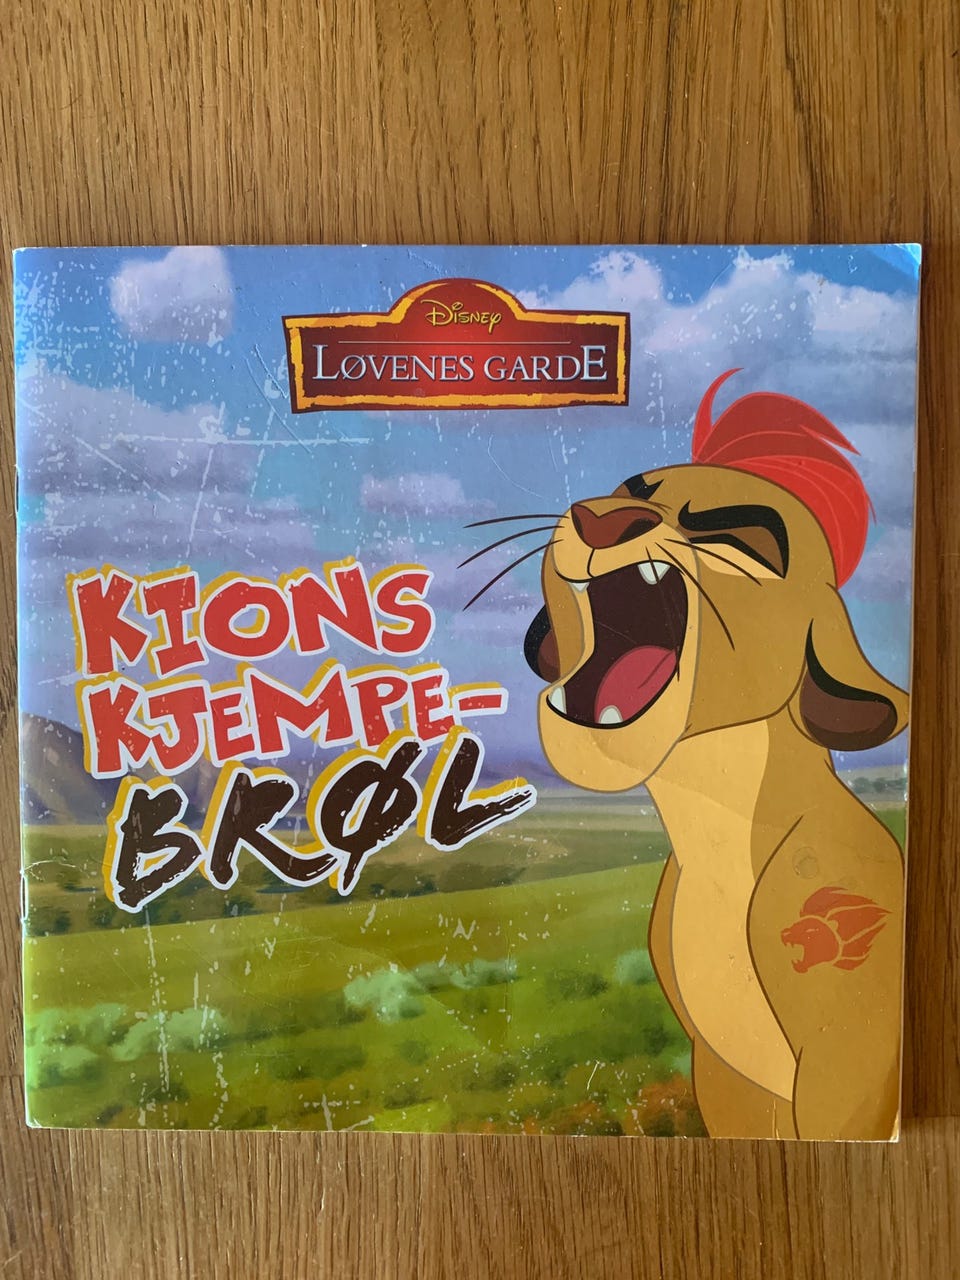 Disney
LØVENES GARDE
KIONS
KJEMPE-
BRØL